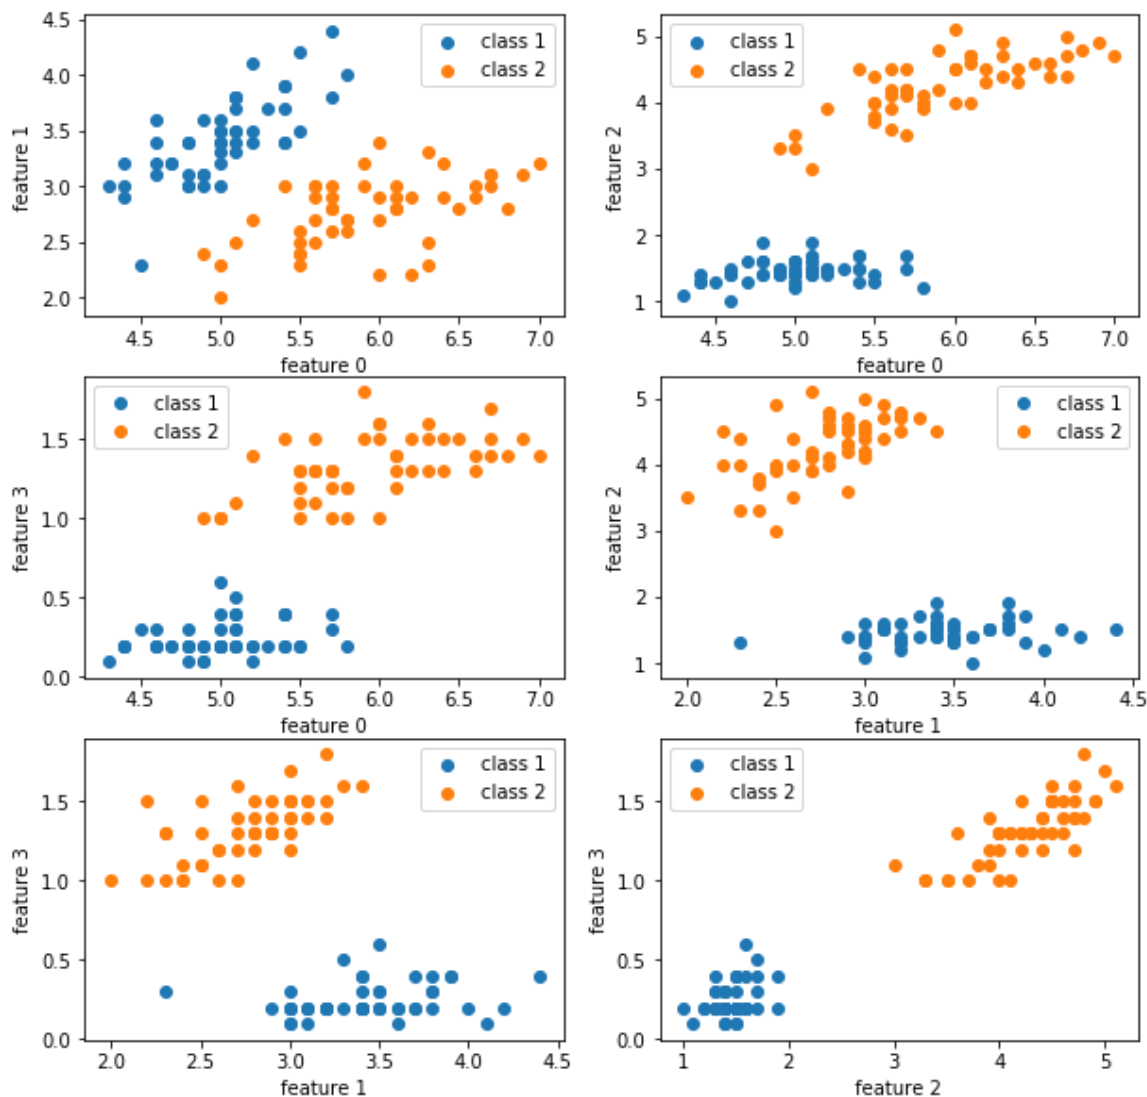 4.5
4.0
3.5
3.0
2.5
2.0
feature 1
class 1
class 2
4.5 5.0 5.5 6.0 6.5 7.0
feature 0
5
4
3
2
1
feature 2
class 1
class 2
4.5 5.0 5.5 6.0 6.5 7.0
feature 0
1.5
1.0
0.5
0.0
feature 3
class 1
class 2
4.5 5.0 5.5 6.0 6.5 7.0
feature 0
5
4
3
2
1
feature 2
class 1
class 2
2.0 2.5 3.0 3.5 4.0 4.5
feature 1
1.5
1.0
0.5
0.0
feature 3
class 1
class 2
2.0 2.5 3.0 3.5 4.0 4.5
feature 1
1.5
1.0
0.5
0.0
feature 3
class 1
class 2
1 2 3 4 5
feature 2